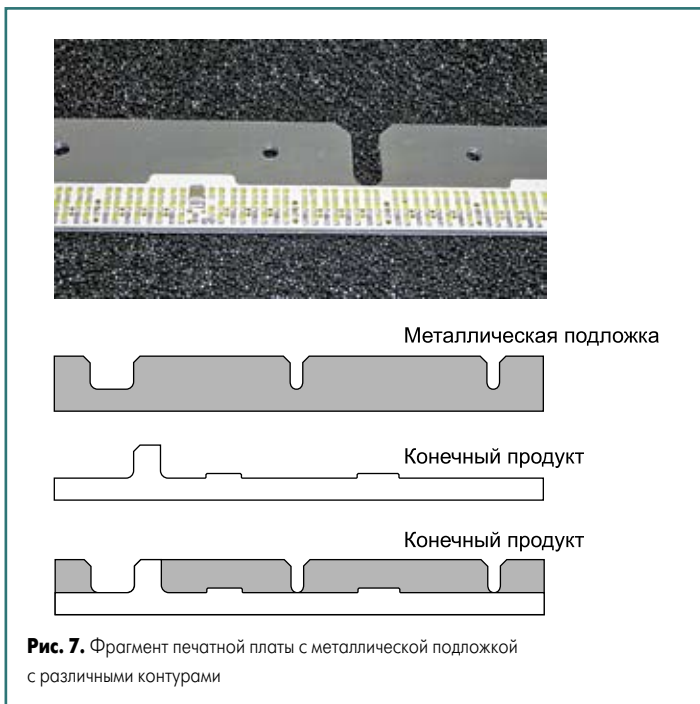 Металлическая подложка
Конечный продукт
Конечный продукт
Рис. 7. Фрагмент печатной платы с металлической подложкой
с различными контурами